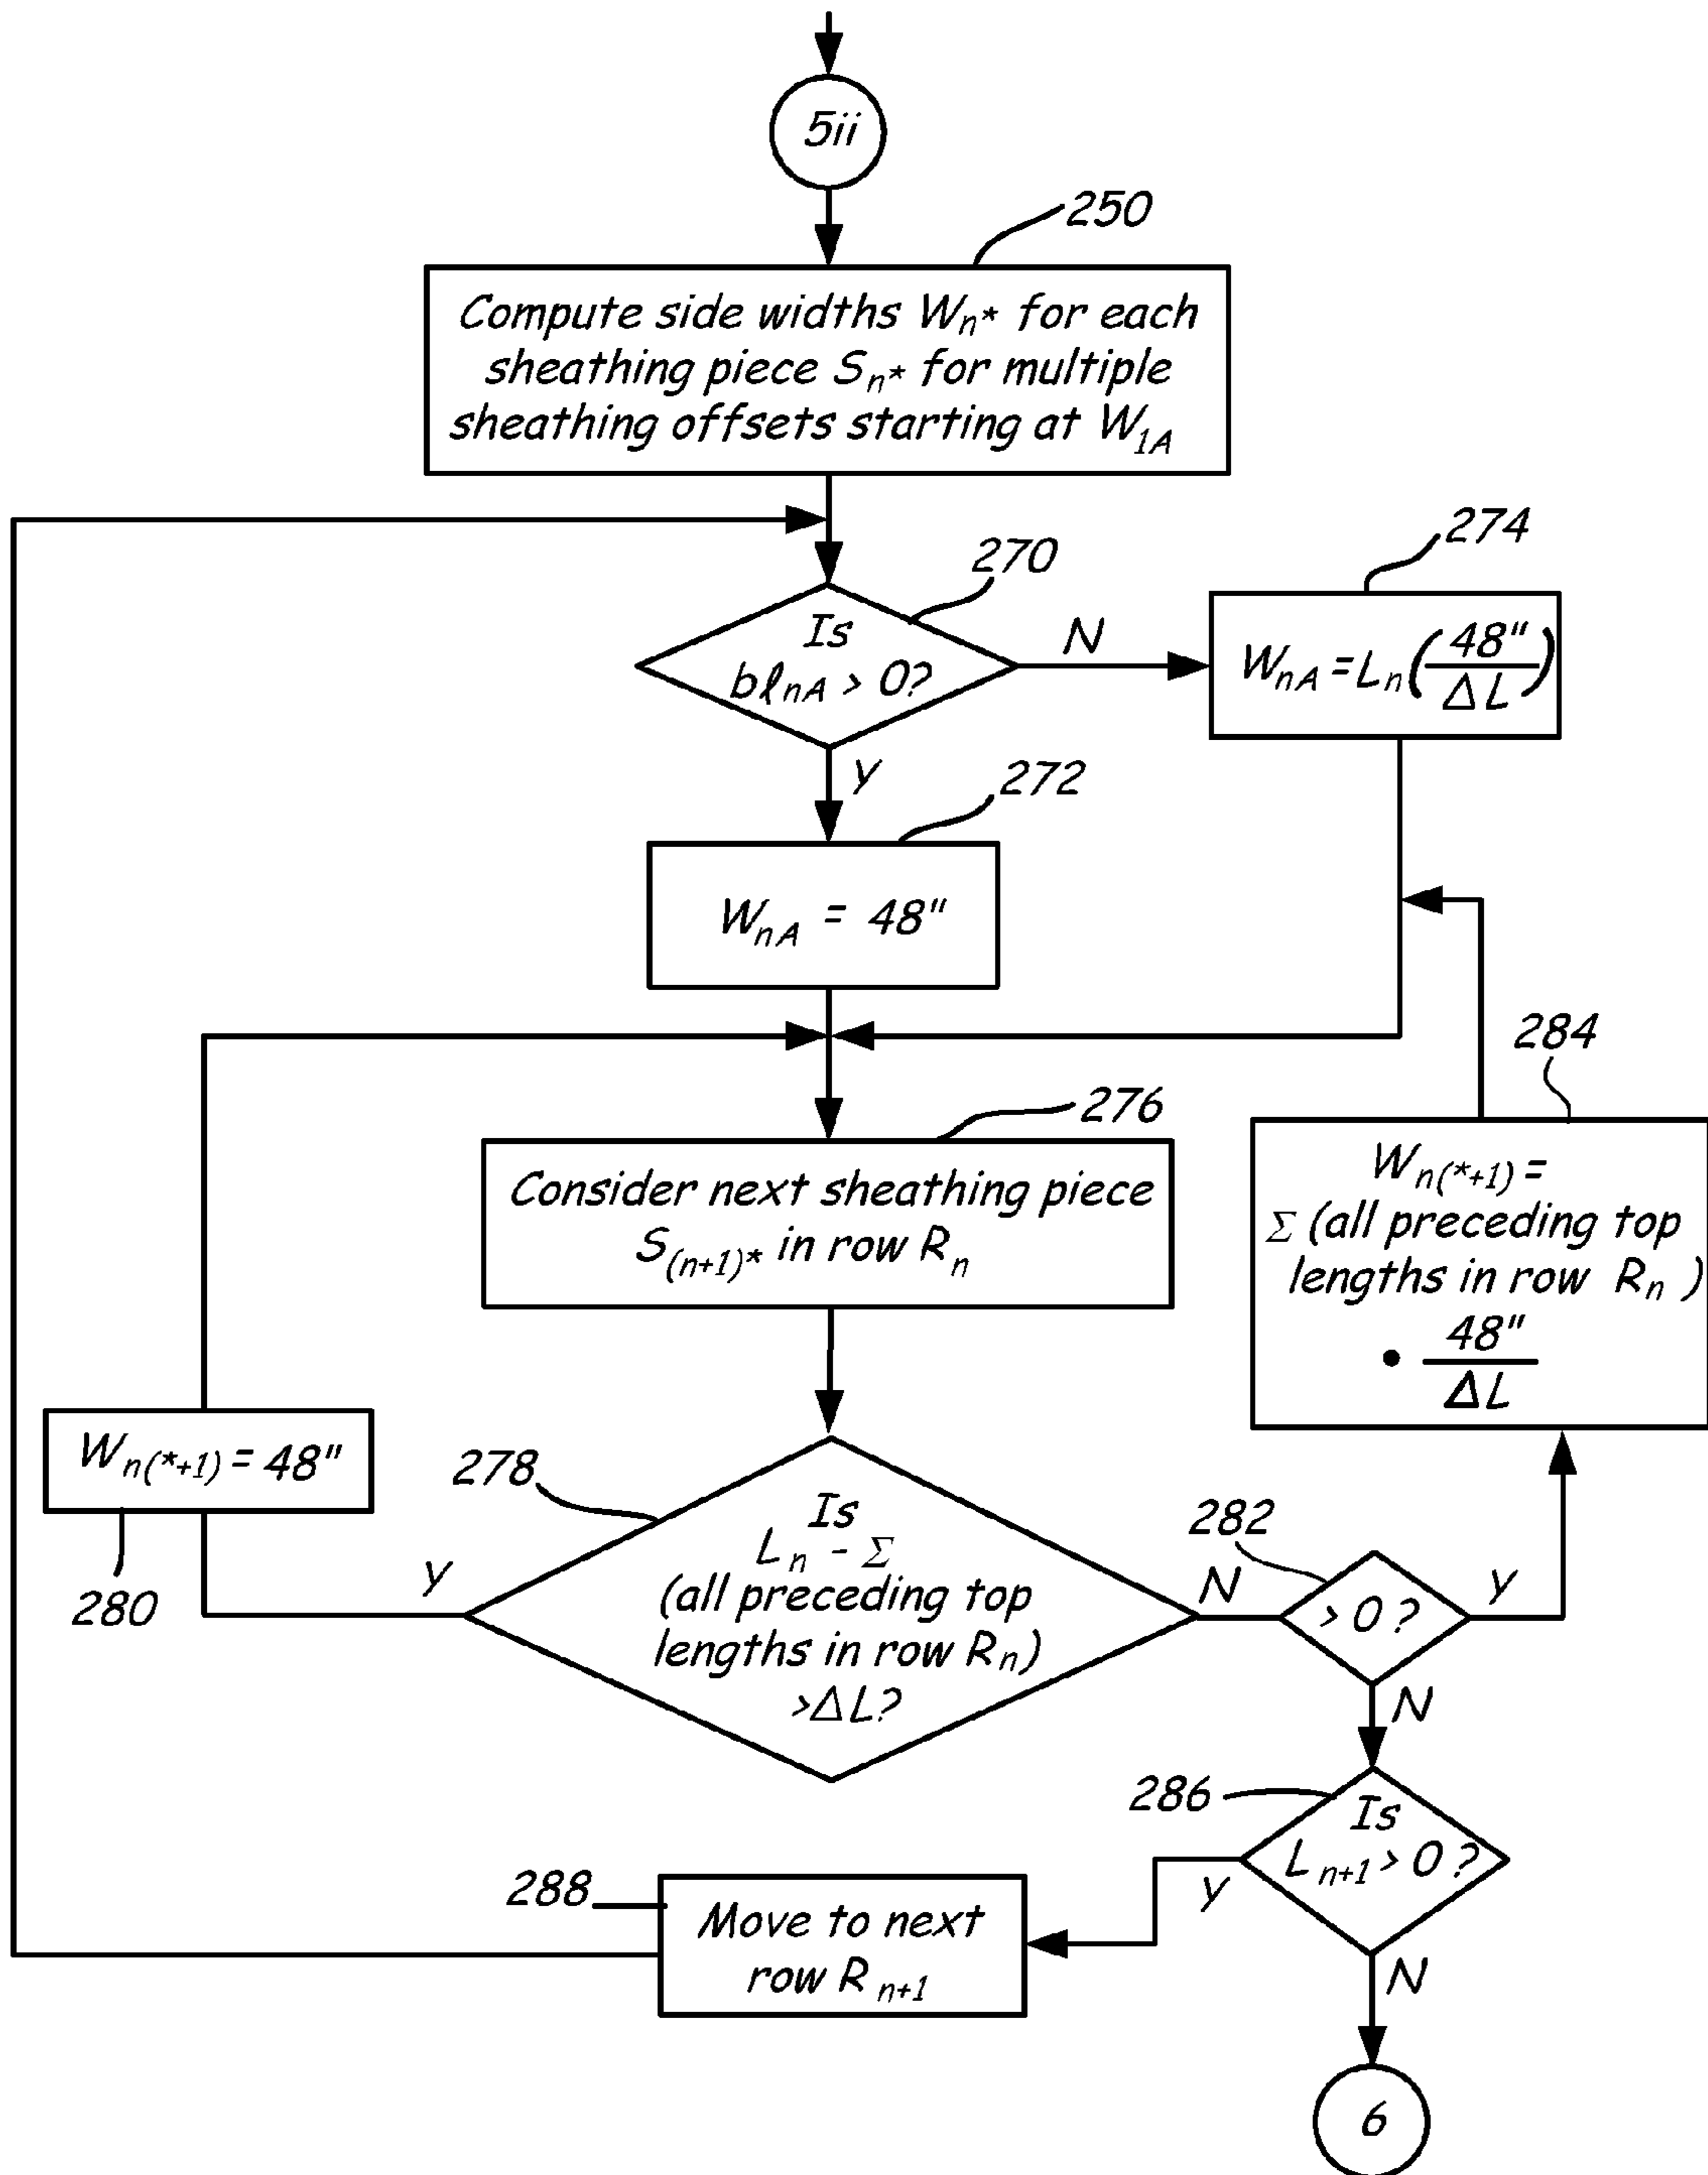 5ii
250
Compute side widths Wn* for each
sheathing piece Sn* for multiple
sheathing offsets starting at W1A
270
Is
bℓnA > 0?
N
274
WnA = Ln(48"/ΔL)
Y
272
WnA = 48"
276
Consider next sheathing piece
S(n+1)* in row Rn
284
Wn(*+1) =
Σ (all preceding top
lengths in row Rn)
• 48"/ΔL
Wn(*+1) = 48"
280
278
Is
Ln - Σ
(all preceding top
lengths in row Rn)
>ΔL?
Y
N
282
> 0?
Y
N
286
Is
Ln+1 > 0?
Y
288
Move to next
row Rn+1
N
6